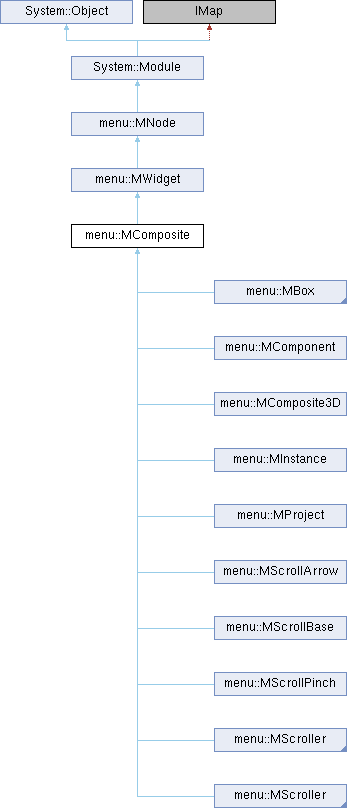 System::Object
IMap
System::Module
menu::MNode
menu::MWidget
menu::MComposite
menu::MBox
menu::MComponent
menu::MComposite3D
menu::MInstance
menu::MProject
menu::MScrollArrow
menu::MScrollBase
menu::MScrollPinch
menu::MScroller
menu::MScroller